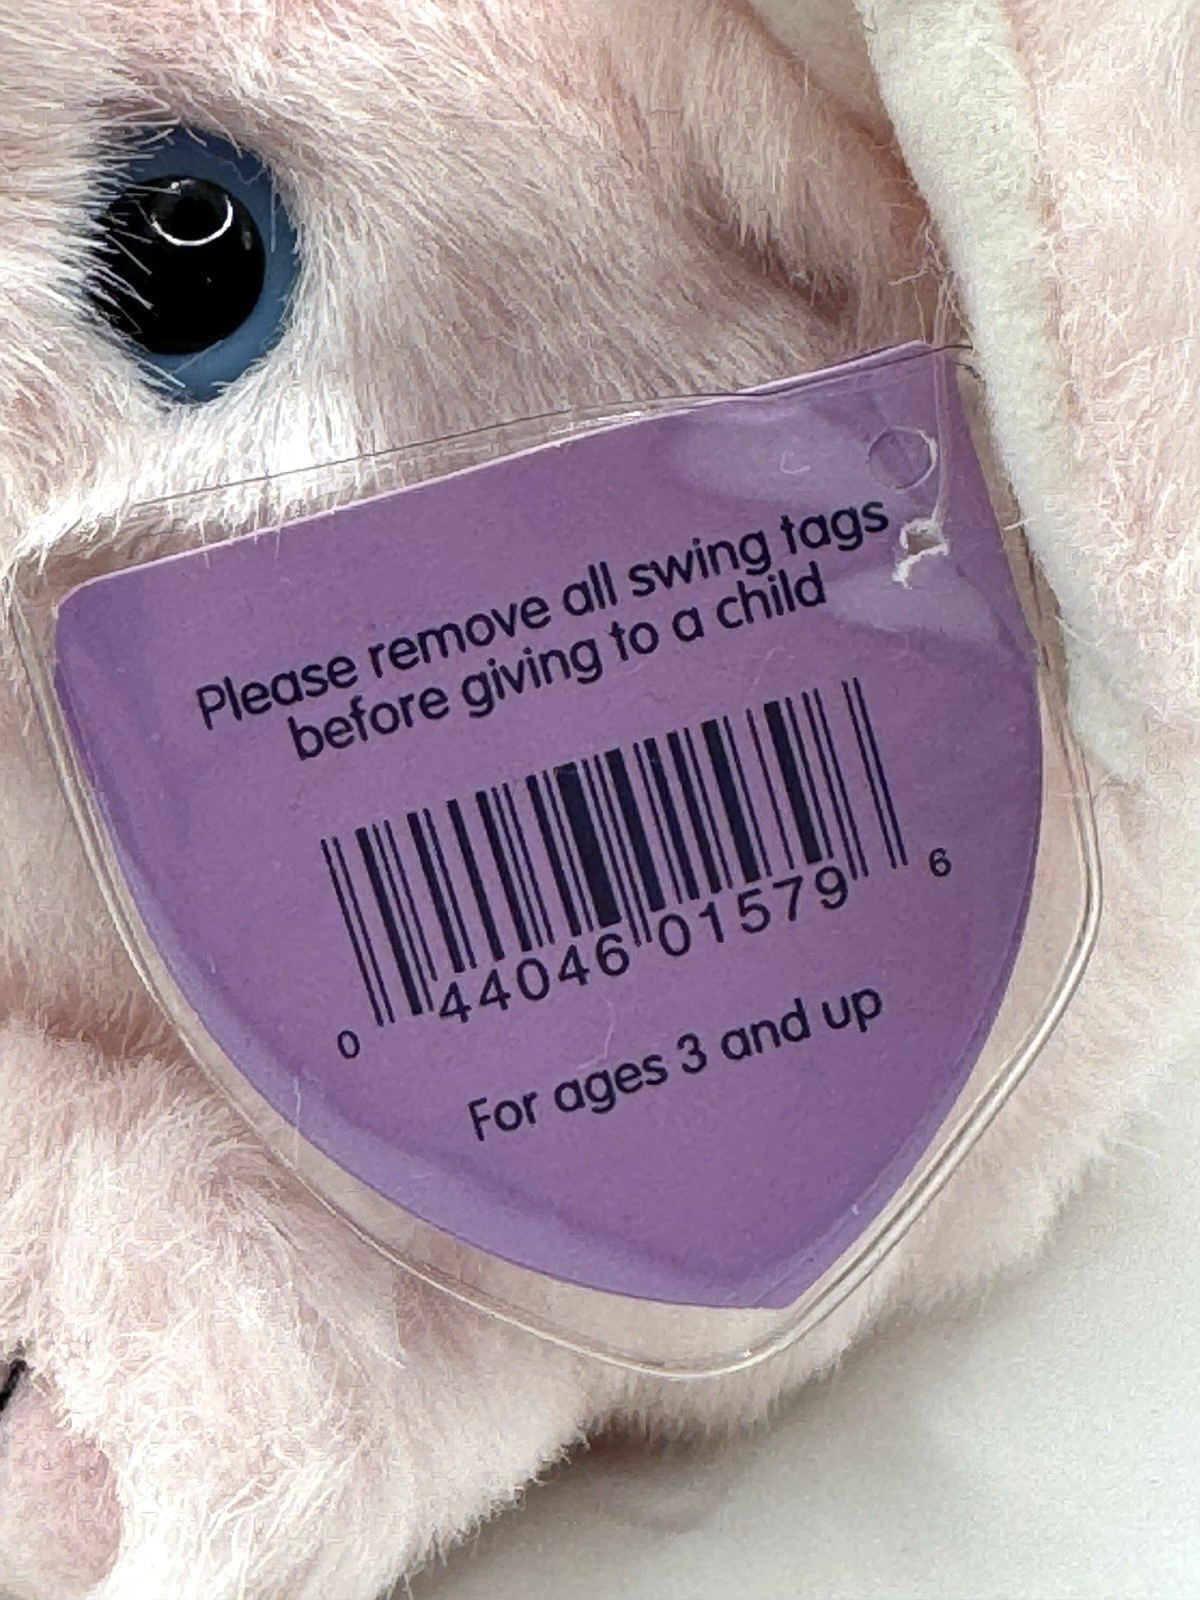 Please remove all swing tags
before giving to a child
0 44046 01579 6
For ages 3 and up